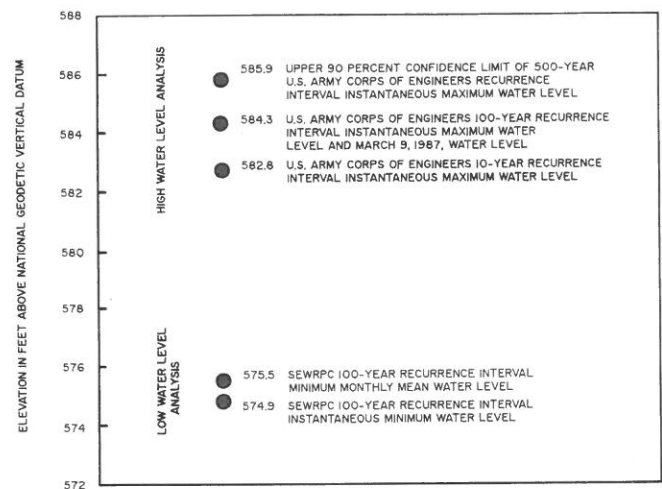 ELEVATION IN FEET ABOVE NATIONAL GEODETIC VERTICAL DATUM
588
586
584
582
580
578
576
574
572
HIGH WATER LEVEL ANALYSIS
585.9 UPPER 90 PERCENT CONFIDENCE LIMIT OF 500-YEAR
U.S. ARMY CORPS OF ENGINEERS RECURRENCE
INTERVAL INSTANTANEOUS MAXIMUM WATER LEVEL
584.3 U.S. ARMY CORPS OF ENGINEERS 100-YEAR RECURRENCE
INTERVAL INSTANTANEOUS MAXIMUM WATER
LEVEL AND MARCH 9, 1987, WATER LEVEL
582.8 U.S. ARMY CORPS OF ENGINEERS 10-YEAR RECURRENCE
INTERVAL INSTANTANEOUS MAXIMUM WATER LEVEL
LOW WATER LEVEL
ANALYSIS
575.5 SEWRPC 100-YEAR RECURRENCE INTERVAL
MINIMUM MONTHLY MEAN WATER LEVEL
574.9 SEWRPC 100-YEAR RECURRENCE INTERVAL
INSTANTANEOUS MINIMUM WATER LEVEL